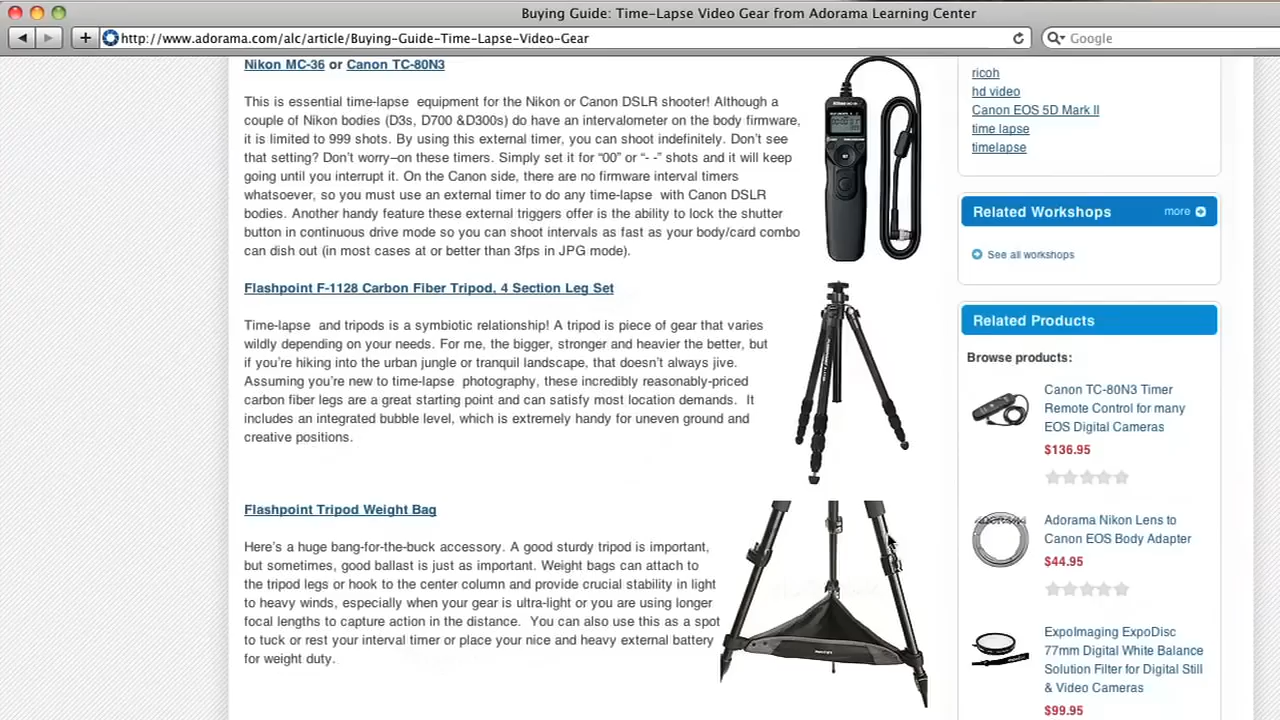 Buying Guide: Time-Lapse Video Gear from Adorama Learning Center
http://www.adorama.com/alc/article/Buying-Guide-Time-Lapse-Video-Gear
Google
Nikon MC-36 or Canon TC-80N3
This is essential time-lapse equipment for the Nikon or Canon DSLR shooter! Although a
couple of Nikon bodies (D3s, D700 &D300s) do have an intervalometer on the body firmware,
it is limited to 999 shots. By using this external timer, you can shoot indefinitely. Don't see
that setting? Don't worry–on these timers. Simply set it for “00” or “- -” shots and it will keep
going until you interrupt it. On the Canon side, there are no firmware interval timers
whatsoever, so you must use an external timer to do any time-lapse with Canon DSLR
bodies. Another handy feature these external triggers offer is the ability to lock the shutter
button in continuous drive mode so you can shoot intervals as fast as your body/card combo
can dish out (in most cases at or better than 3fps in JPG mode).
Flashpoint F-1128 Carbon Fiber Tripod, 4 Section Leg Set
Time-lapse and tripods is a symbiotic relationship! A tripod is piece of gear that varies
wildly depending on your needs. For me, the bigger, stronger and heavier the better, but
if you're hiking into the urban jungle or tranquil landscape, that doesn't always jive.
Assuming you're new to time-lapse photography, these incredibly reasonably-priced
carbon fiber legs are a great starting point and can satisfy most location demands. It
includes an integrated bubble level, which is extremely handy for uneven ground and
creative positions.
Flashpoint Tripod Weight Bag
Here's a huge bang-for-the-buck accessory. A good sturdy tripod is important,
but sometimes, good ballast is just as important. Weight bags can attach to
the tripod legs or hook to the center column and provide crucial stability in light
to heavy winds, especially when your gear is ultra-light or you are using longer
focal lengths to capture action in the distance. You can also use this as a spot
to tuck or rest your interval timer or place your nice and heavy external battery
for weight duty.
ricoh
hd video
Canon EOS 5D Mark II
time lapse
timelapse
Related Workshops
more
See all workshops
Related Products
Browse products:
Canon TC-80N3 Timer
Remote Control for many
EOS Digital Cameras
$136.95
ADORAMA
Adorama Nikon Lens to
Canon EOS Body Adapter
$44.95
ExpoImaging ExpoDisc
77mm Digital White Balance
Solution Filter for Digital Still
& Video Cameras
$99.95